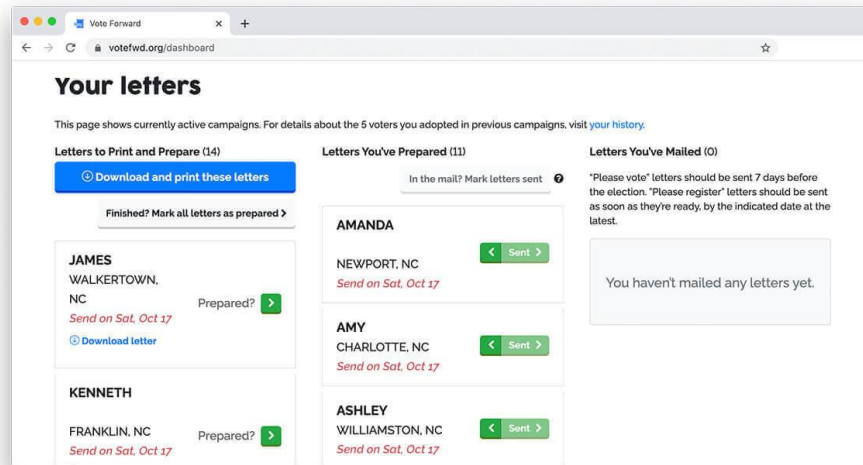 Vote Forward
votefwd.org/dashboard
Your letters
This page shows currently active campaigns. For details about the 5 voters you adopted in previous campaigns, visit your history.
Letters to Print and Prepare (14)
Download and print these letters
Finished? Mark all letters as prepared >
JAMES
WALKERTOWN,
NC
Send on Sat, Oct 17
Download letter
Prepared? >
KENNETH
FRANKLIN, NC
Send on Sat, Oct 17
Prepared? >
Letters You've Prepared (11)
In the mail? Mark letters sent ?
AMANDA
NEWPORT, NC
Send on Sat, Oct 17
< Sent >
AMY
CHARLOTTE, NC
Send on Sat, Oct 17
< Sent >
ASHLEY
WILLIAMSTON, NC
Send on Sat, Oct 17
< Sent >
Letters You've Mailed (0)
"Please vote" letters should be sent 7 days before
the election. "Please register" letters should be sent
as soon as they're ready, by the indicated date at the
latest.
You haven't mailed any letters yet.